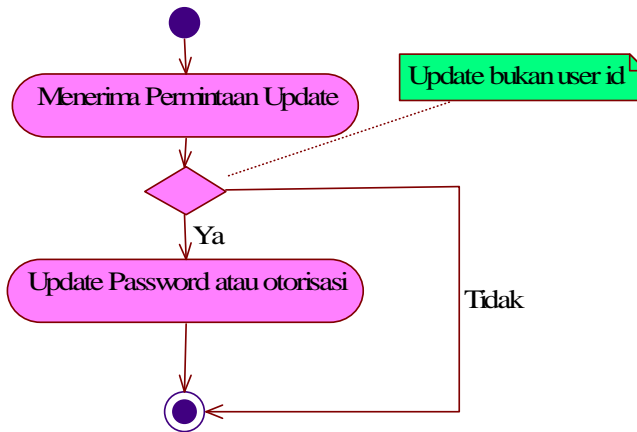 Update bukan user id
Menerima Permintaan Update
Ya
Update Password atau otorisasi
Tidak